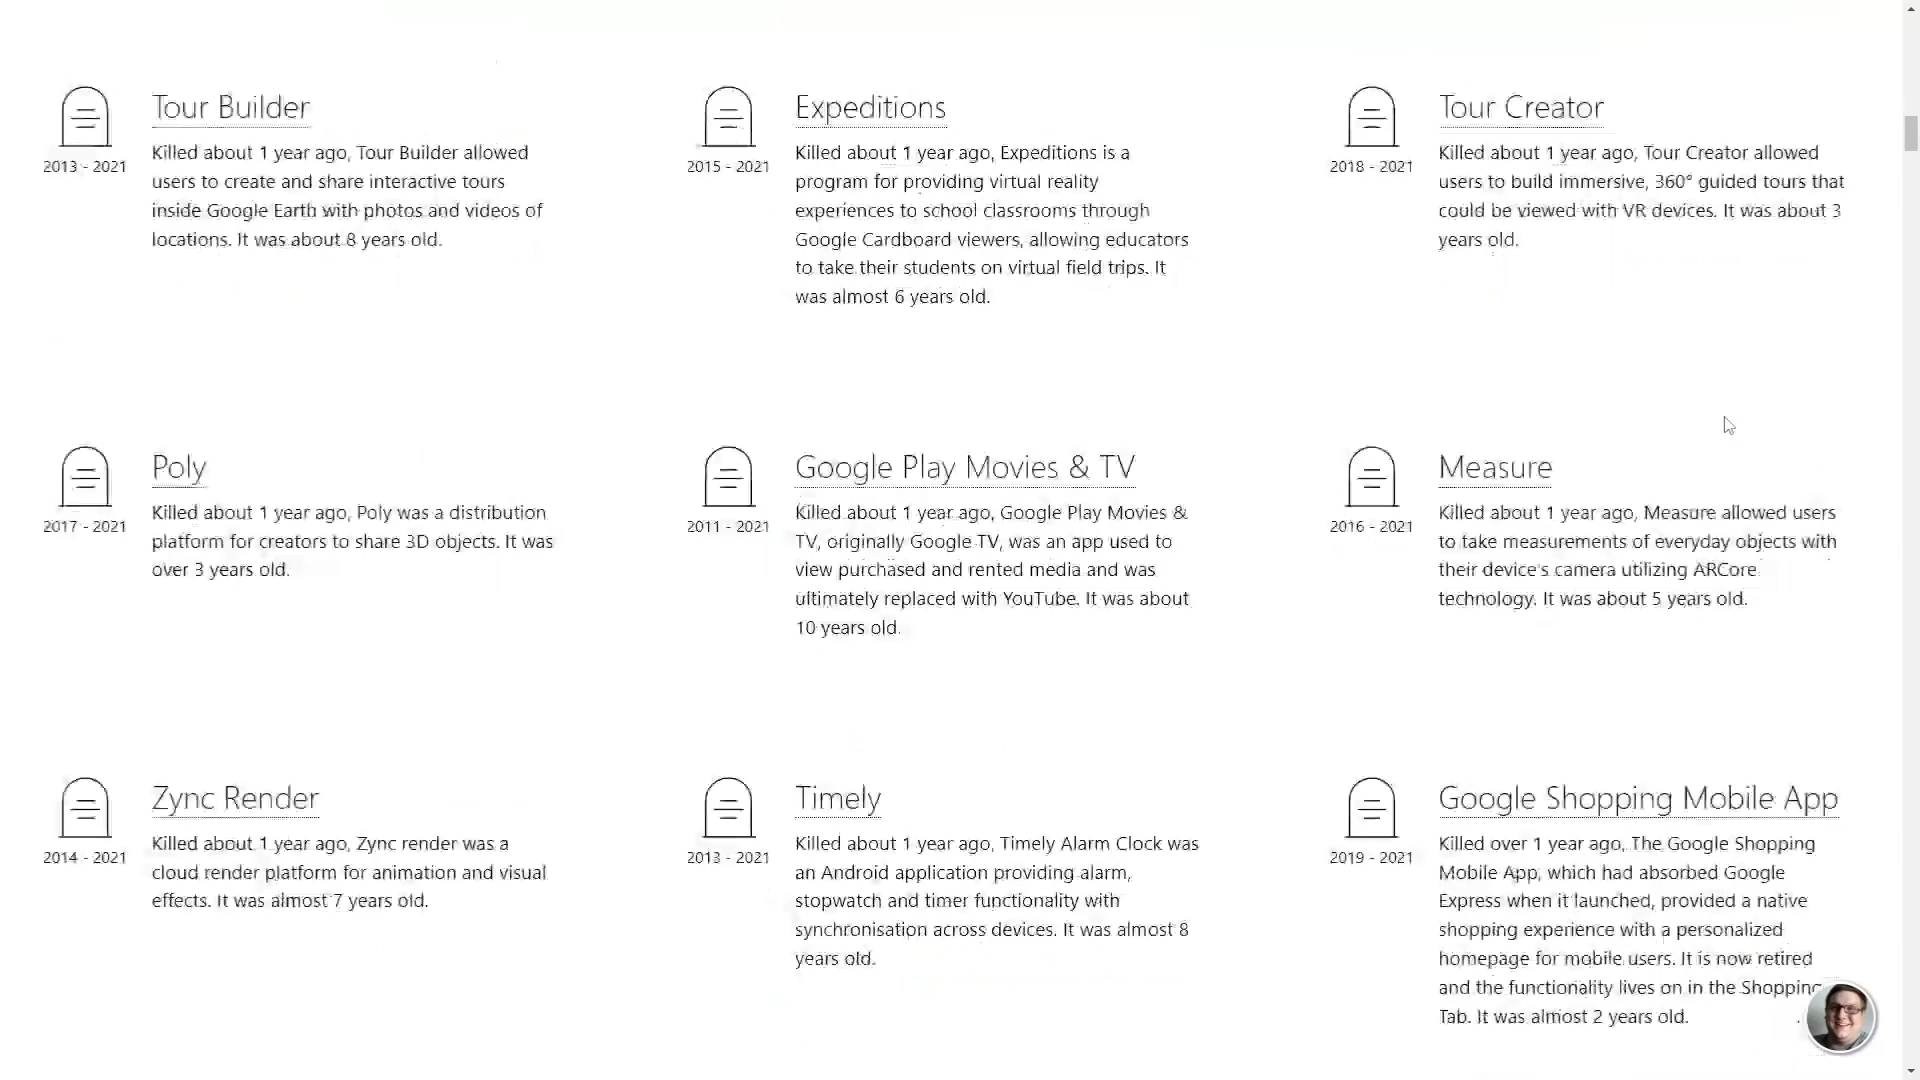 Tour Builder
2013 - 2021
Killed about 1 year ago, Tour Builder allowed
users to create and share interactive tours
inside Google Earth with photos and videos of
locations. It was about 8 years old.
Expeditions
2015 - 2021
Killed about 1 year ago, Expeditions is a
program for providing virtual reality
experiences to school classrooms through
Google Cardboard viewers, allowing educators
to take their students on virtual field trips. It
was almost 6 years old.
Tour Creator
2018 - 2021
Killed about 1 year ago, Tour Creator allowed
users to build immersive, 360° guided tours that
could be viewed with VR devices. It was about 3
years old.
Poly
2017 - 2021
Killed about 1 year ago, Poly was a distribution
platform for creators to share 3D objects. It was
over 3 years old.
Google Play Movies & TV
2011 - 2021
Killed about 1 year ago, Google Play Movies &
TV, originally Google TV, was an app used to
view purchased and rented media and was
ultimately replaced with YouTube. It was about
10 years old.
Measure
2016 - 2021
Killed about 1 year ago, Measure allowed users
to take measurements of everyday objects with
their device's camera utilizing ARCore
technology. It was about 5 years old.
Zync Render
2014 - 2021
Killed about 1 year ago, Zync render was a
cloud render platform for animation and visual
effects. It was almost 7 years old.
Timely
2013 - 2021
Killed about 1 year ago, Timely Alarm Clock was
an Android application providing alarm,
stopwatch and timer functionality with
synchronisation across devices. It was almost 8
years old.
Google Shopping Mobile App
2019 - 2021
Killed over 1 year ago, The Google Shopping
Mobile App, which had absorbed Google
Express when it launched, provided a native
shopping experience with a personalized
homepage for mobile users. It is now retired
and the functionality lives on in the Shopping
Tab. It was almost 2 years old.